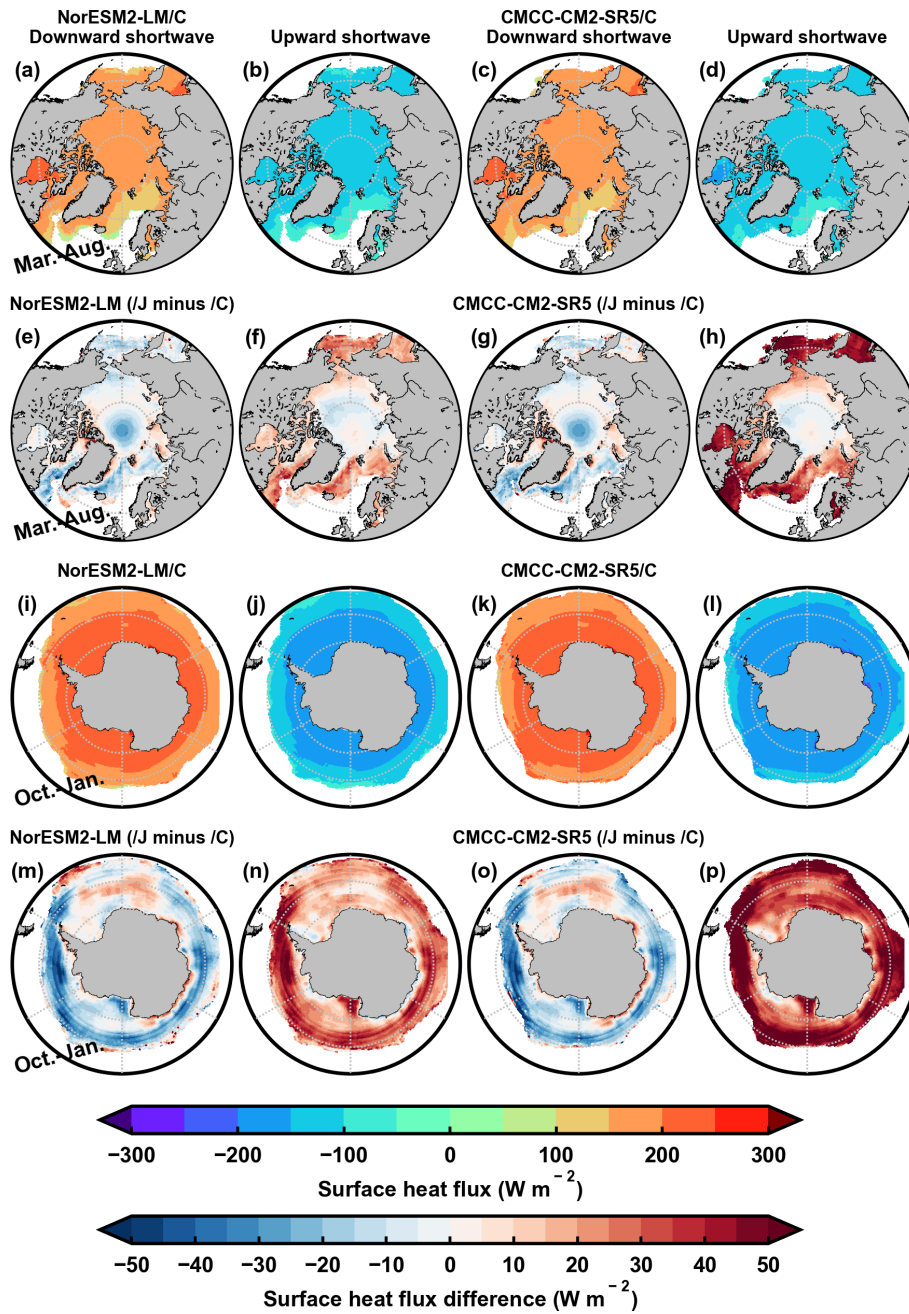 NorESM2-LM/C CMCC-CM2-SR5/C
Downward shortwave Upward shortwave Downward shortwave Upward shortwave
(a) (b) (c) (d)
Mar.-Aug.
NorESM2-LM (/J minus /C) CMCC-CM2-SR5 (/J minus /C)
(e) (f) (g) (h)
Mar.-Aug.
NorESM2-LM/C CMCC-CM2-SR5/C
(i) (j) (k) (l)
Oct.-Jan.
NorESM2-LM (/J minus /C) CMCC-CM2-SR5 (/J minus /C)
(m) (n) (o) (p)
Oct.-Jan.
−300 −200 −100 0 100 200 300
Surface heat flux (W m⁻²)
−50 −40 −30 −20 −10 0 10 20 30 40 50
Surface heat flux difference (W m⁻²)